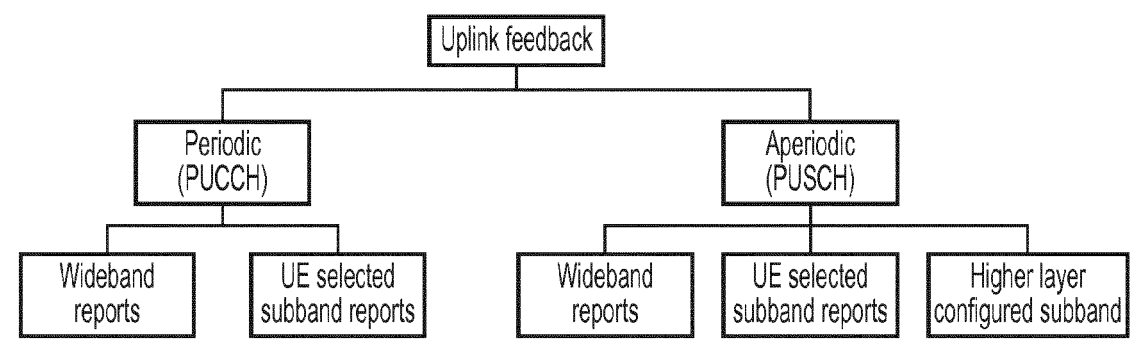 Uplink feedback
Periodic
(PUCCH)
Aperiodic
(PUSCH)
Wideband
reports
UE selected
subband reports
Wideband
reports
UE selected
subband reports
Higher layer
configured subband